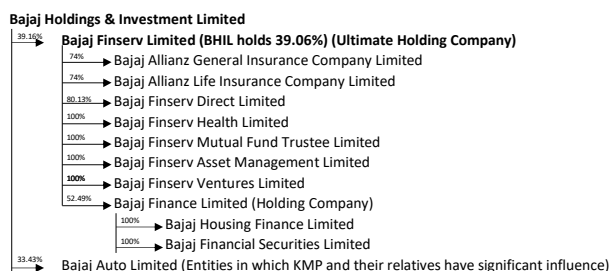 Bajaj Holdings & Investment Limited
39.16% Bajaj Finserv Limited (BHIL holds 39.06%) (Ultimate Holding Company)
74% Bajaj Allianz General Insurance Company Limited
74% Bajaj Allianz Life Insurance Company Limited
80.13% Bajaj Finserv Direct Limited
100% Bajaj Finserv Health Limited
100% Bajaj Finserv Mutual Fund Trustee Limited
100% Bajaj Finserv Asset Management Limited
100% Bajaj Finserv Ventures Limited
52.49% Bajaj Finance Limited (Holding Company)
100% Bajaj Housing Finance Limited
100% Bajaj Financial Securities Limited
33.43% Bajaj Auto Limited (Entities in which KMP and their relatives have significant influence)